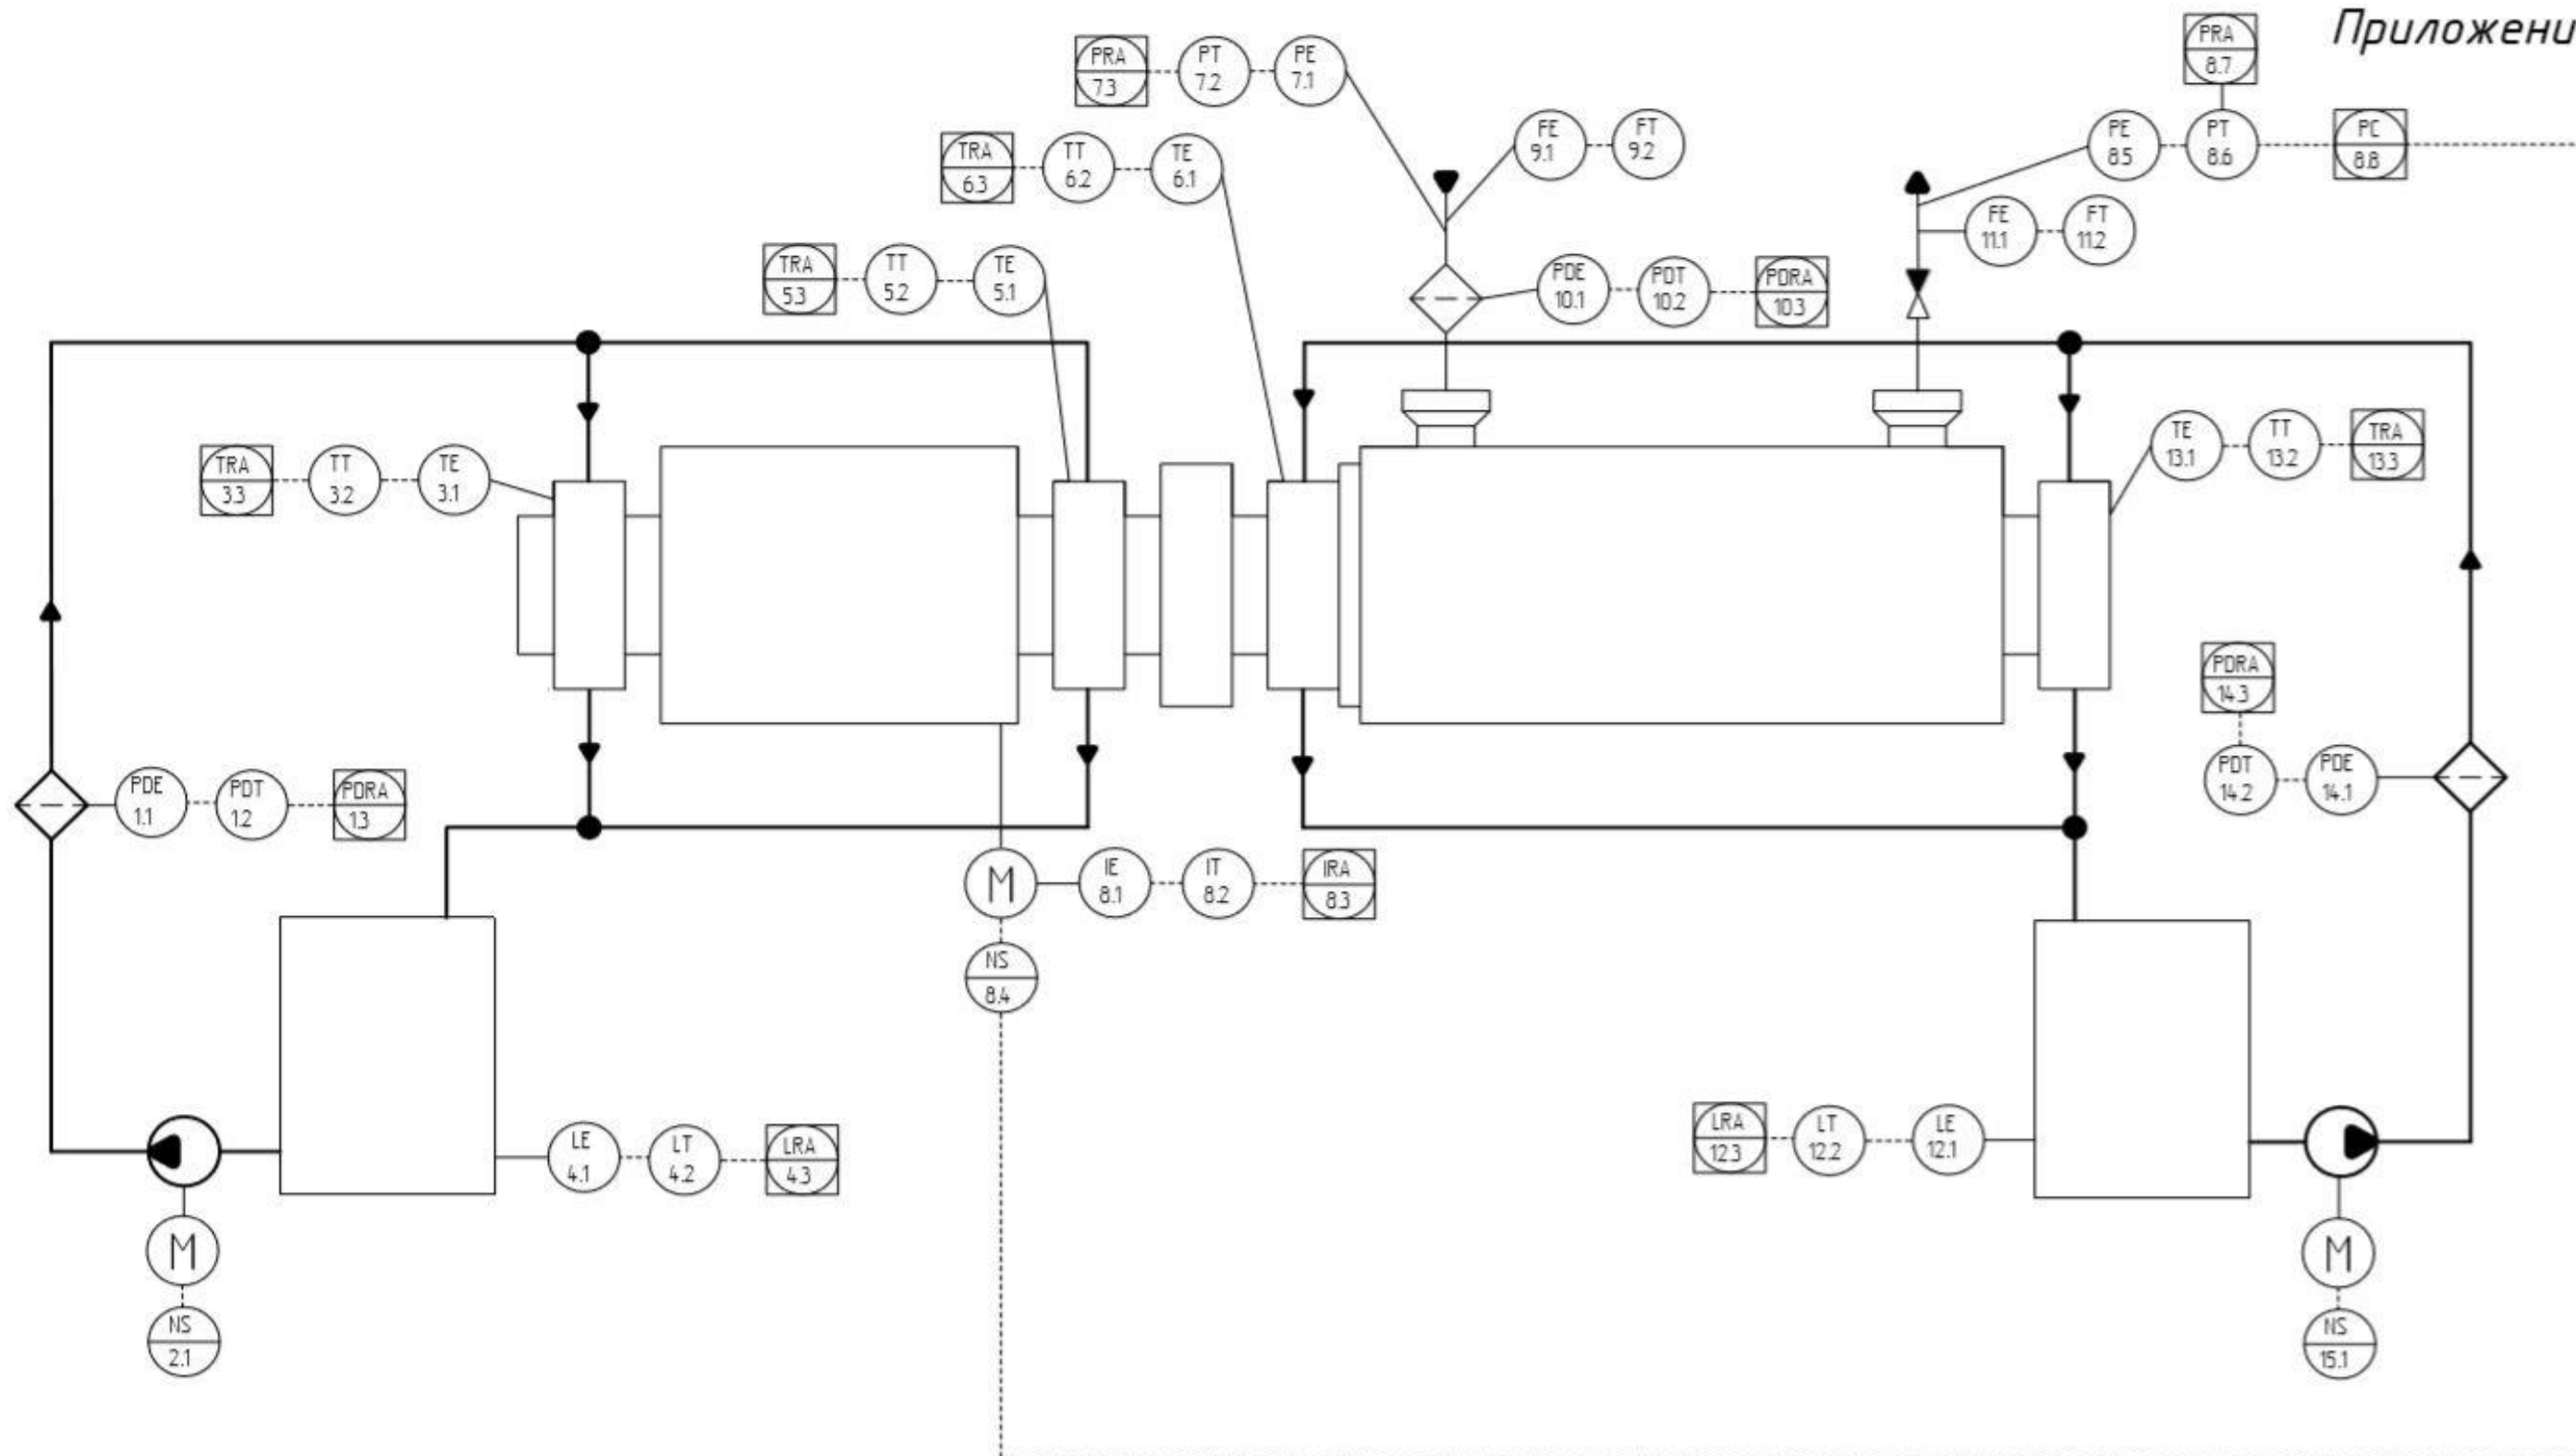 Приложени
PRA
8.7
PRA
7.3
PT
7.2
PE
7.1
FE
9.1
FT
9.2
PE
8.5
PT
8.6
PC
8.8
TRA
6.3
TT
6.2
TE
6.1
FE
11.1
FT
11.2
TRA
5.3
TT
5.2
TE
5.1
PDE
10.1
PDT
10.2
PDRA
10.3
TRA
3.3
TT
3.2
TE
3.1
TE
13.1
TT
13.2
TRA
13.3
PDRA
14.3
PDE
1.1
PDT
1.2
PDRA
1.3
PDT
14.2
PDE
14.1
M
IE
8.1
IT
8.2
IRA
8.3
NS
8.4
LE
4.1
LT
4.2
LRA
4.3
LRA
12.3
LT
12.2
LE
12.1
M
NS
2.1
M
NS
15.1